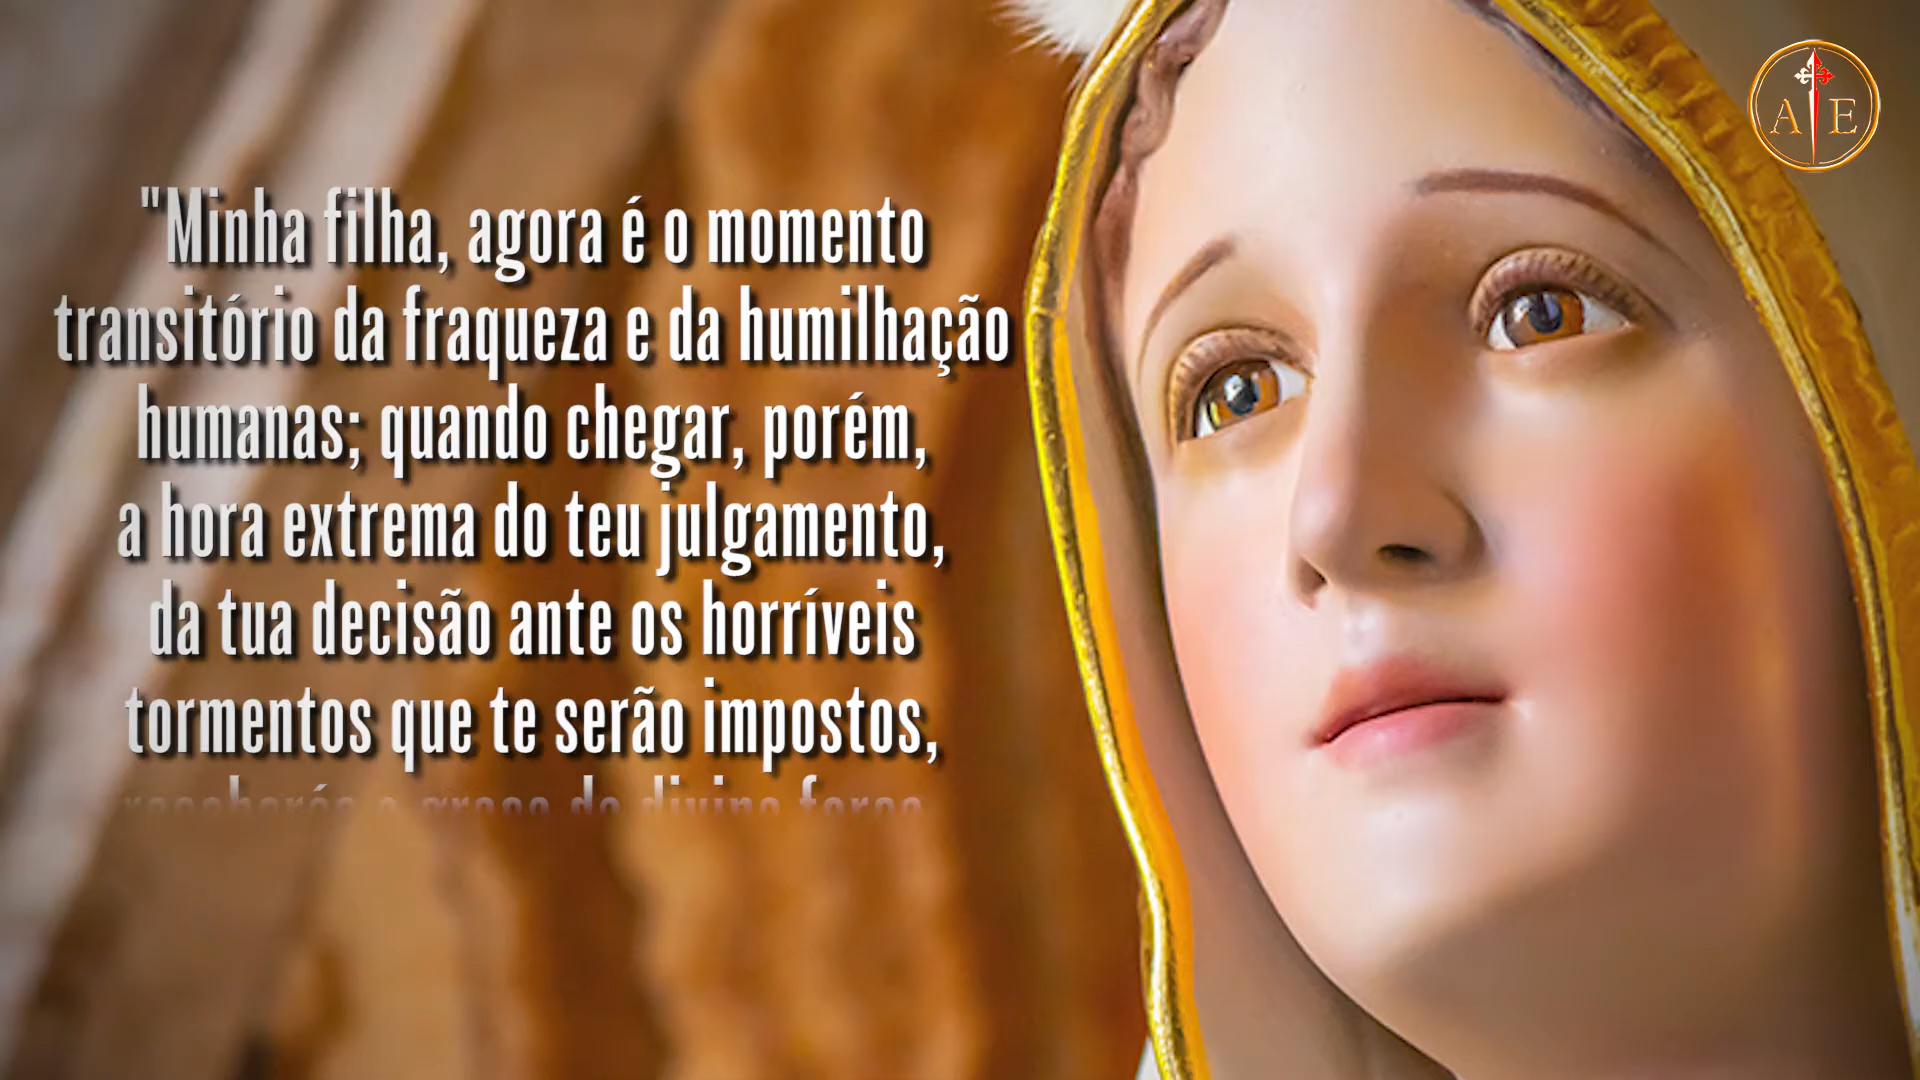 "Minha filha, agora é o momento
transitório da fraqueza e da humilhação
humanas; quando chegar, porém,
a hora extrema do teu julgamento,
da tua decisão ante os horríveis
tormentos que te serão impostos,
A E